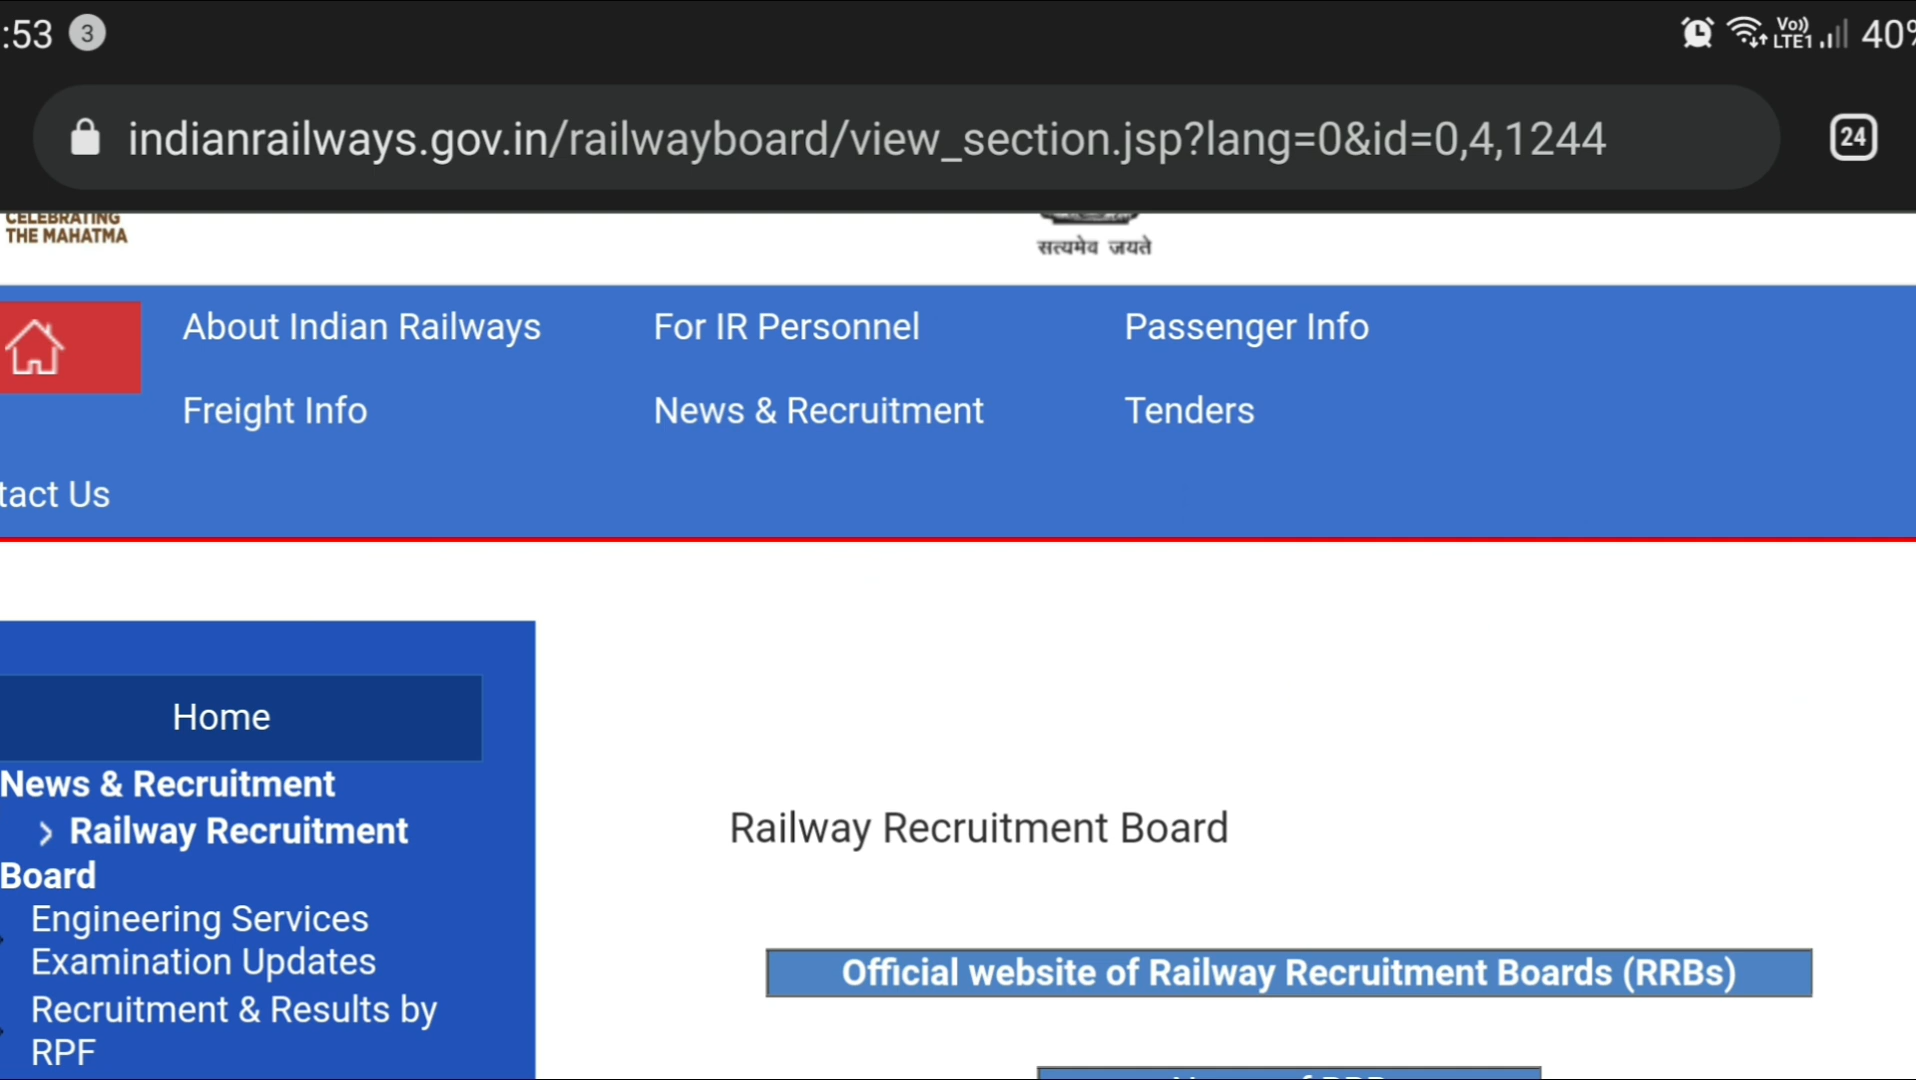 :53 3
Vo)) LTE1 40%
indianrailways.gov.in/railwayboard/view_section.jsp?lang=0&id=0,4,1244
24
CELEBRATING
THE MAHATMA
सत्यमेव जयते
About Indian Railways For IR Personnel Passenger Info
Freight Info News & Recruitment Tenders
tact Us
Home
News & Recruitment
Railway Recruitment
Board
Engineering Services
Examination Updates
Recruitment & Results by
RPF
Railway Recruitment Board
Official website of Railway Recruitment Boards (RRBs)